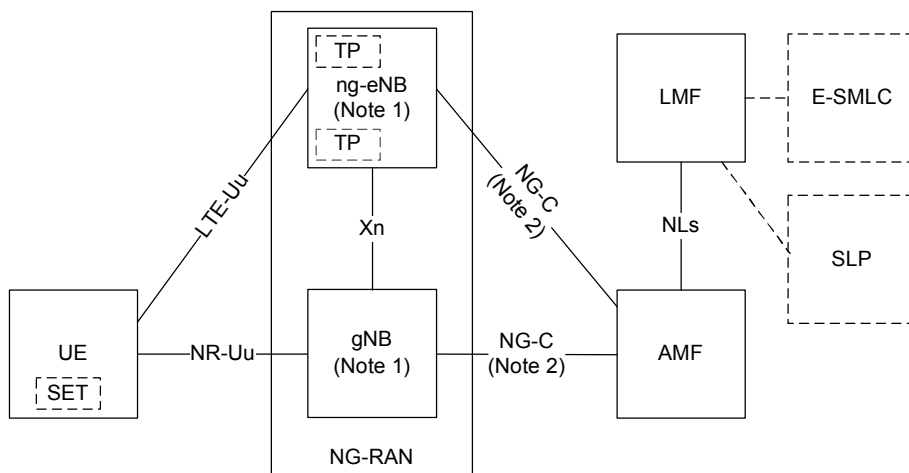 TP
ng-eNB
(Note 1)
TP
LMF
E-SMLC
LTE-Uu
NG-C
(Note 2)
Xn
NLs
SLP
UE
SET
NR-Uu
gNB
(Note 1)
NG-C
(Note 2)
AMF
NG-RAN